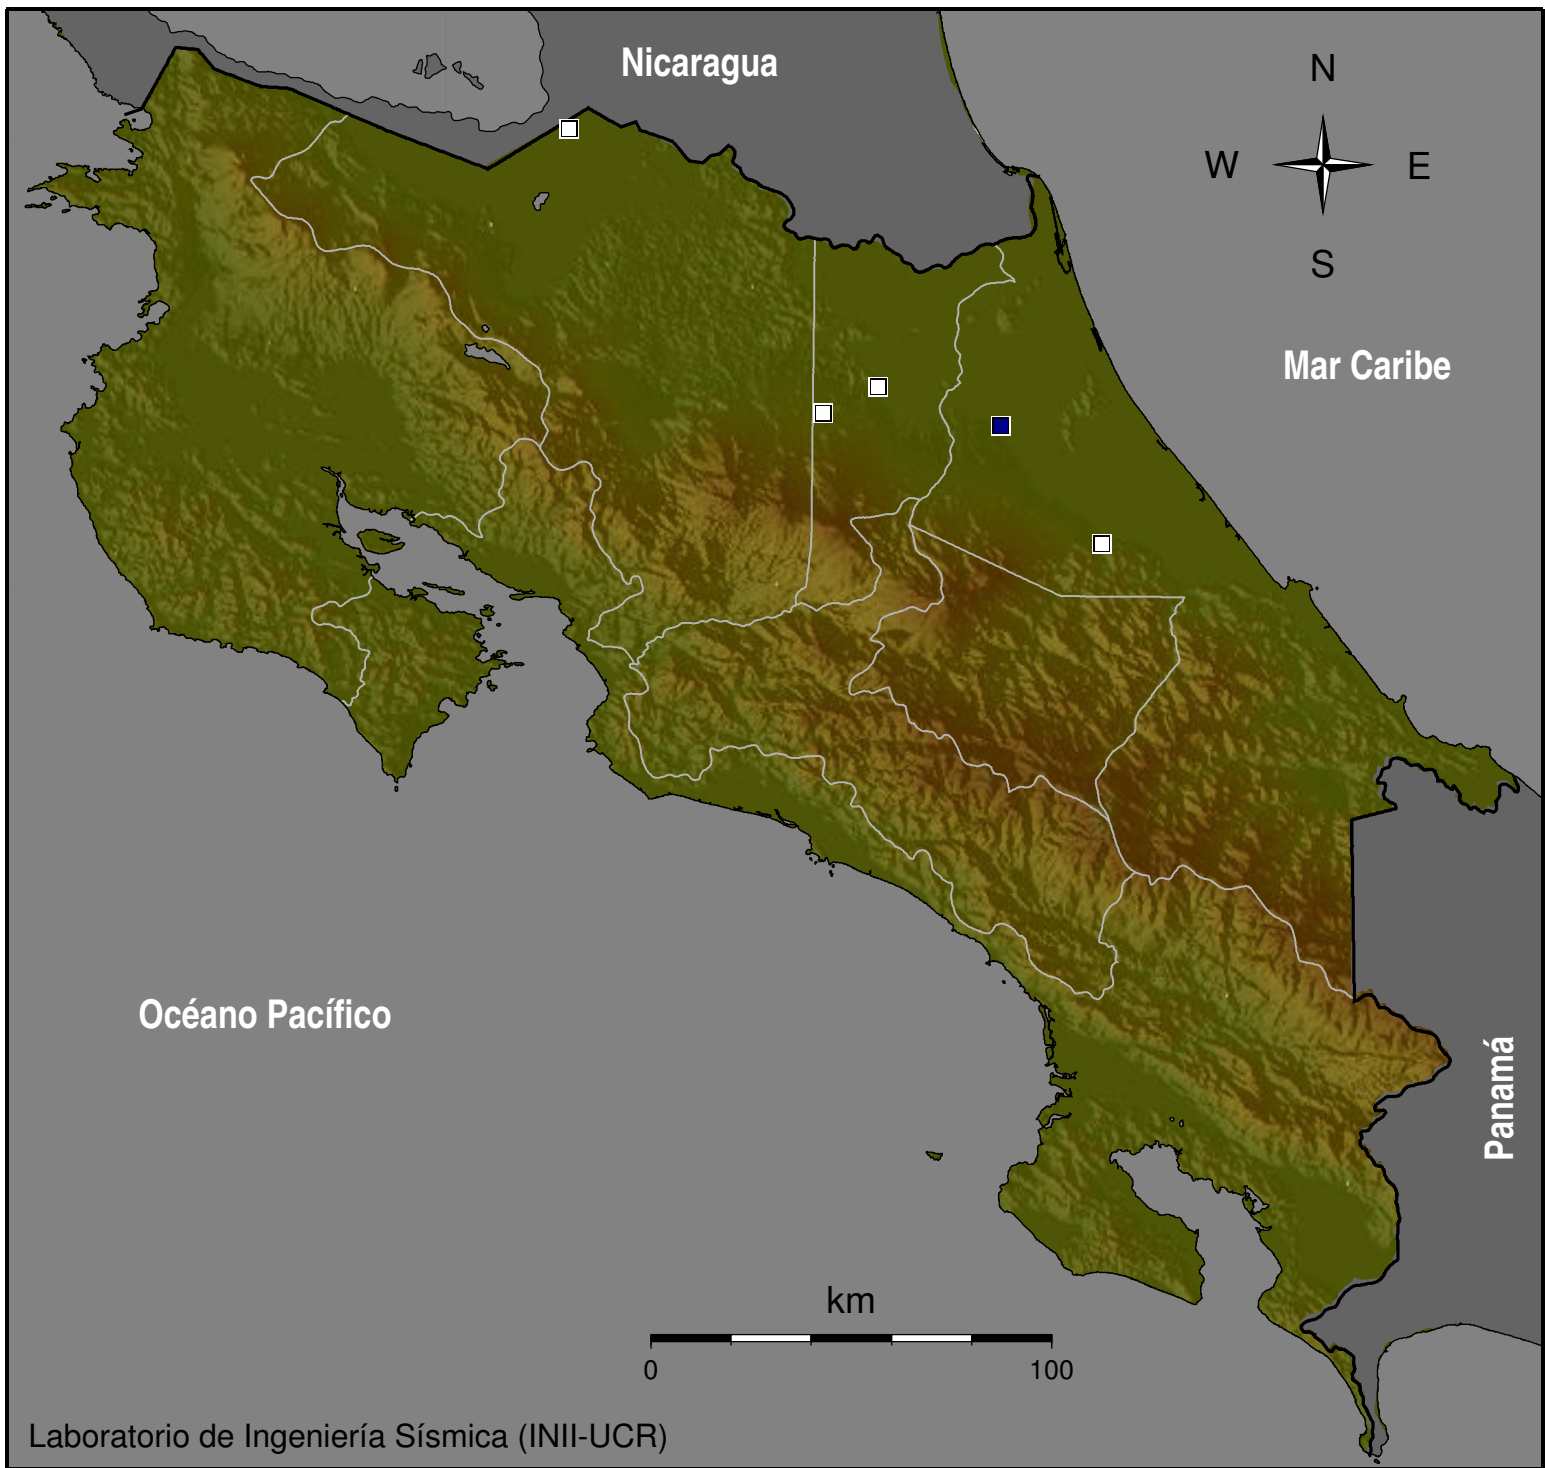 Nicaragua
N
W
E
S
Mar Caribe
Océano Pacífico
Panamá
km
0
100
Laboratorio de Ingeniería Sísmica (INII-UCR)